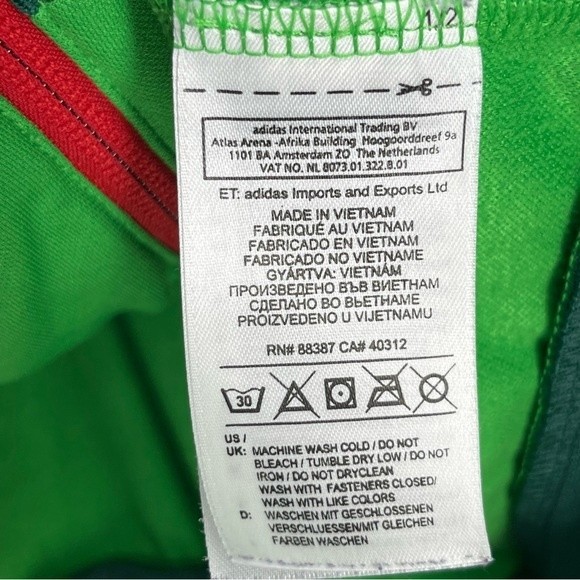 1/2
adidas International Trading BV
Atlas Arena -Afrika Building Hoogoorddreef 9a
1101 BA Amsterdam ZO The Netherlands
VAT NO. NL 8073.01.322.B.01
ET: adidas Imports and Exports Ltd
MADE IN VIETNAM
FABRIQUÉ AU VIETNAM
FABRICADO EN VIETNAM
FABRICADO NO VIETNAME
GYÁRTVA: VIETNÁM
ПРОИЗВЕДЕНО ВЪВ ВИЕТНАМ
СДЕЛАНО ВО ВЬЕТНАМЕ
PROIZVEDENO U VIJETNAMU
RN# 88387 CA# 40312
30
US /
UK: MACHINE WASH COLD / DO NOT
BLEACH / TUMBLE DRY LOW / DO NOT
IRON / DO NOT DRYCLEAN
WASH WITH FASTENERS CLOSED/
WASH WITH LIKE COLORS
D: WASCHEN MIT GESCHLOSSENEN
VERSCHLUESSEN/MIT GLEICHEN
FARBEN WASCHEN